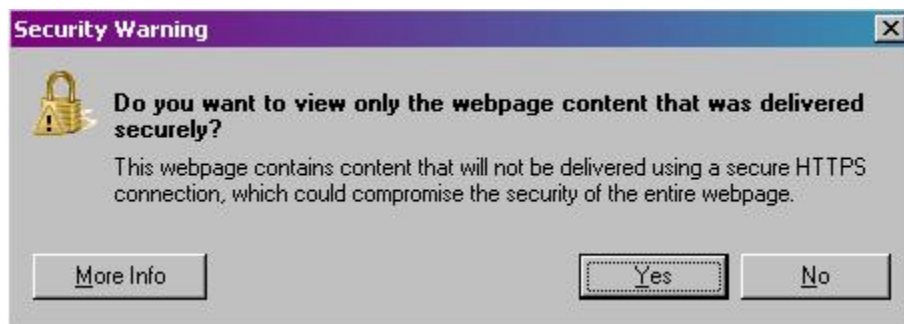 Security Warning
Do you want to view only the webpage content that was delivered
securely?
This webpage contains content that will not be delivered using a secure HTTPS
connection, which could compromise the security of the entire webpage.
More Info
Yes
No